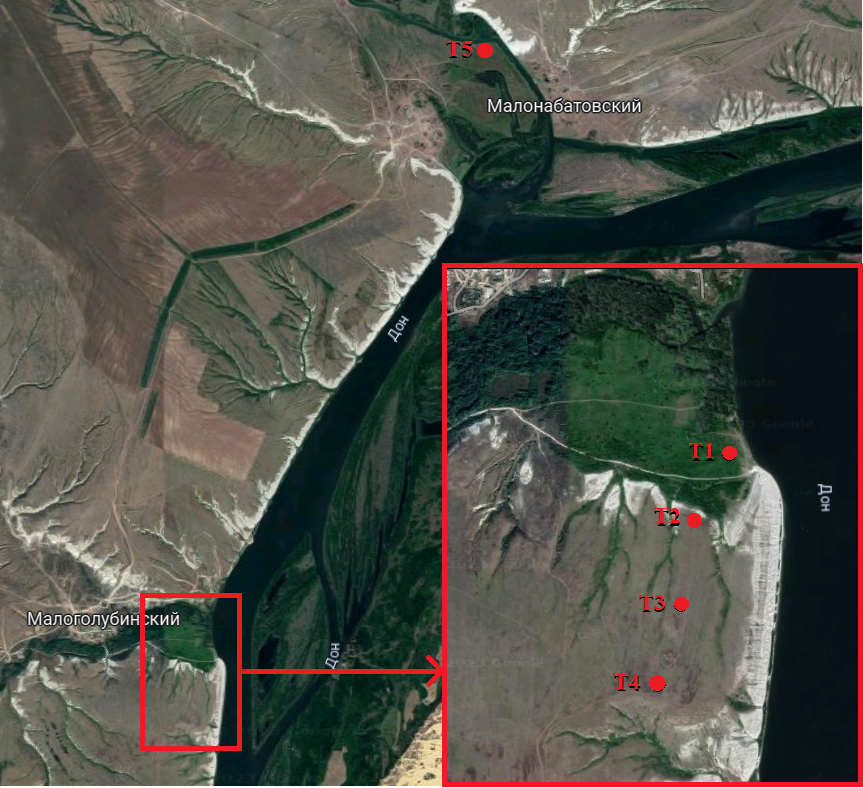 T5
Малонабатовский
Дон
T1
Дон
T2
T3
Малоголубинский
Дон
T4